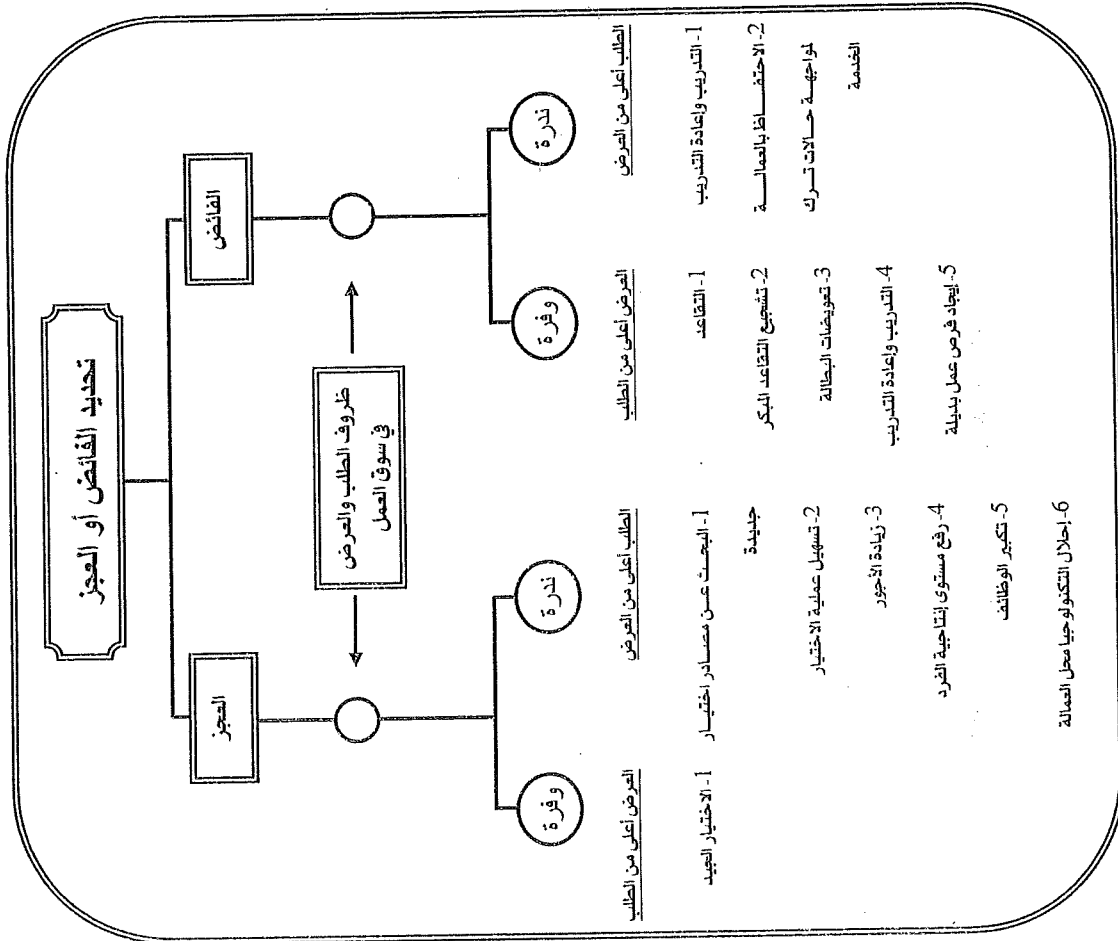 تحديد الفائض أو العجز
الفائض
العجز
ظروف الطلب والعرض
في سوق العمل
ندرة
وفرة
ندرة
وفرة
الطلب أعلى من العرض
1- التدريب وإعادة التدريب
2- الاحتفاظ بالعمالة
لمواجهة حالات ترك
الخدمة
العرض أعلى من الطلب
1- التقاعد
2- تشجيع التقاعد المبكر
3- تعويضات البطالة
4- التدريب وإعادة التدريب
5- إيجاد فرص عمل بديلة
الطلب أعلى من العرض
1- البحث عن مصادر اختيار
جديدة
2- تسهيل عملية الاختيار
3- زيادة الأجور
4- رفع مستوى إنتاجية الفرد
5- تكبير الوظائف
6- إحلال التكنولوجيا محل العمالة
العرض أعلى من الطلب
1- الاختيار الجيد